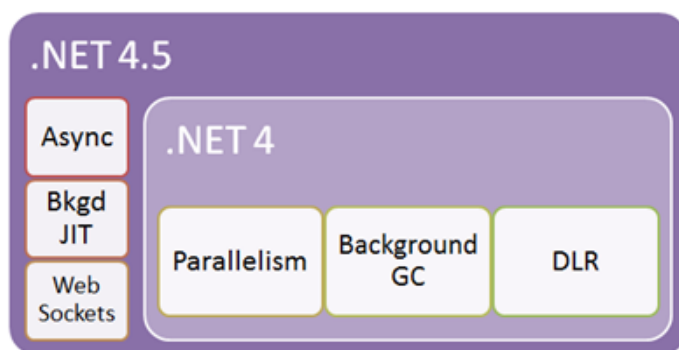 .NET 4.5
Async
Bkgd
JIT
Web
Sockets
.NET 4
Parallelism
Background
GC
DLR